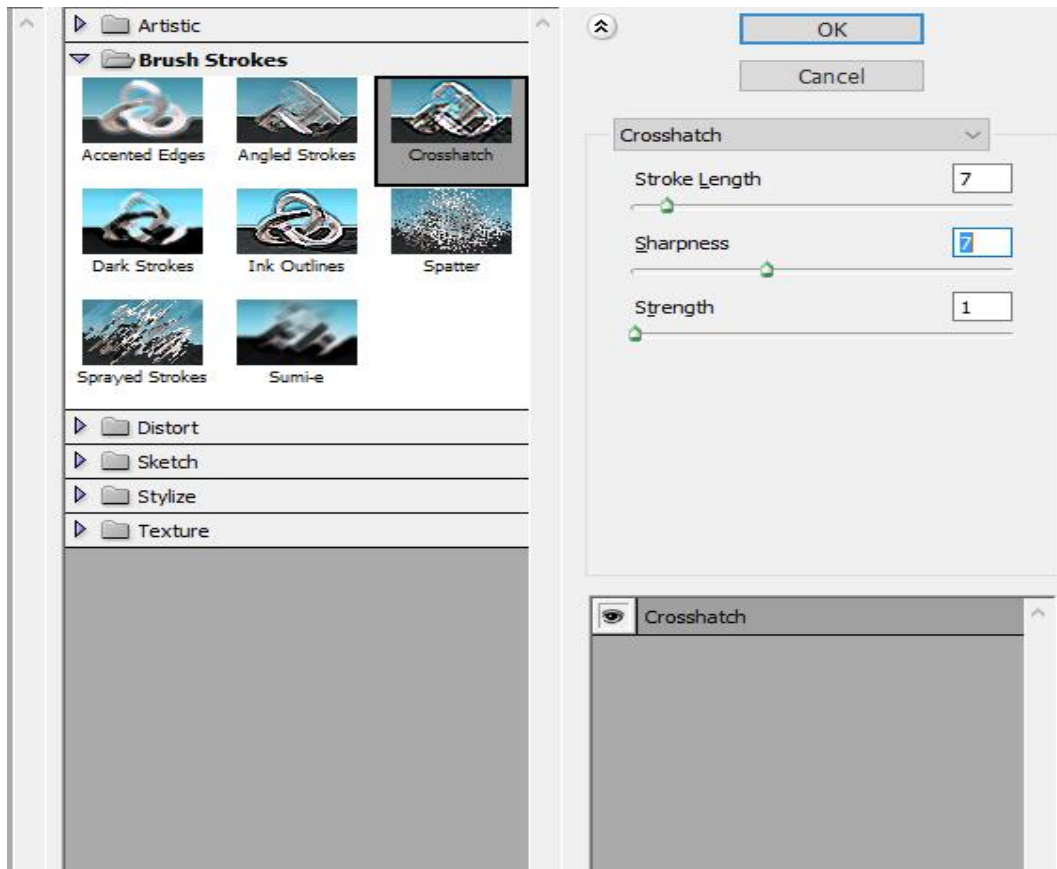 Artistic
Brush Strokes
Accented Edges
Angled Strokes
Crosshatch
Dark Strokes
Ink Outlines
Spatter
Sprayed Strokes
Sumi-e
Distort
Sketch
Stylize
Texture
OK
Cancel
Crosshatch
Stroke Length 7
Sharpness 7
Strength 1
Crosshatch